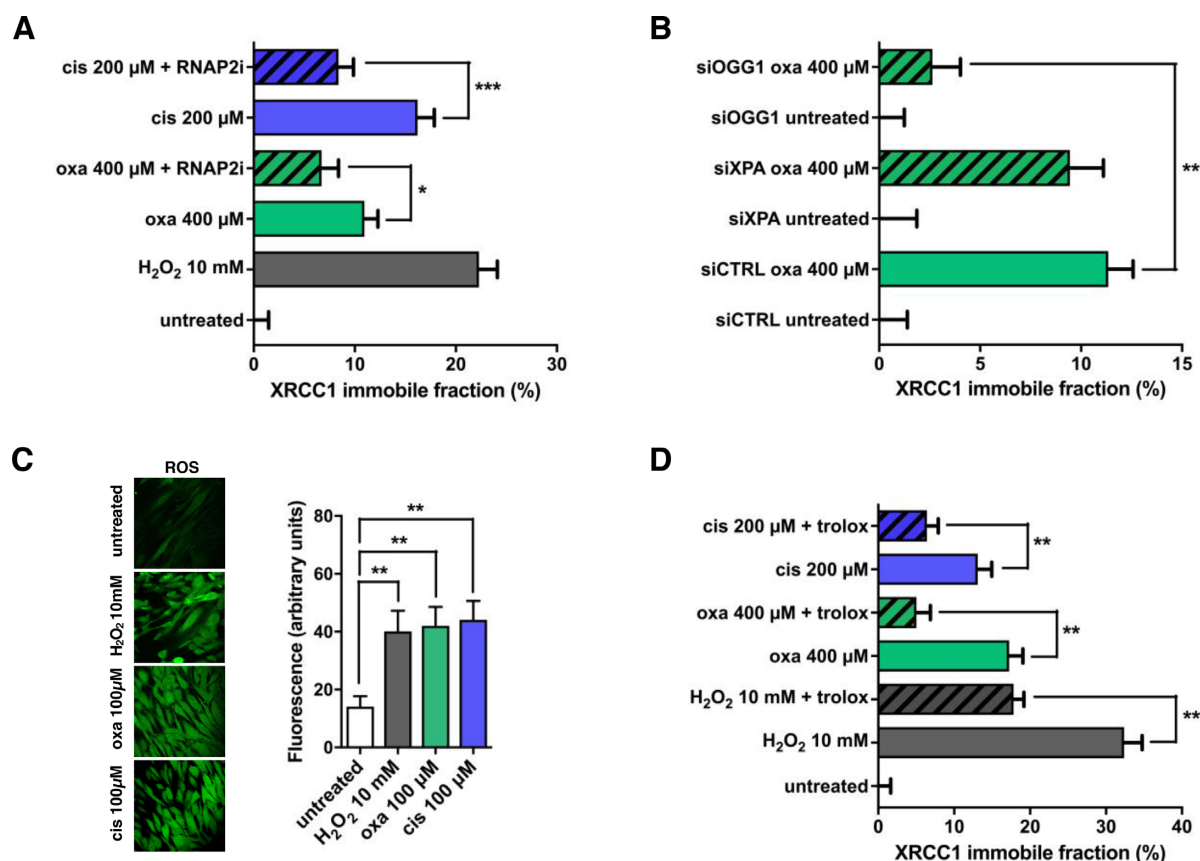 A
cis 200 µM + RNAP2i
cis 200 µM
oxa 400 µM + RNAP2i
oxa 400 µM
H₂O₂ 10 mM
untreated
***
*
0 10 20 30
XRCC1 immobile fraction (%)
B
siOGG1 oxa 400 µM
siOGG1 untreated
siXPA oxa 400 µM
siXPA untreated
siCTRL oxa 400 µM
siCTRL untreated
**
0 5 10 15
XRCC1 immobile fraction (%)
C
ROS
untreated
H₂O₂ 10mM
oxa 100µM
cis 100µM
Fluorescence (arbitrary units)
80
60
40
20
0
**
**
**
untreated
H₂O₂ 10 mM
oxa 100 µM
cis 100 µM
D
cis 200 µM + trolox
cis 200 µM
oxa 400 µM + trolox
oxa 400 µM
H₂O₂ 10 mM + trolox
H₂O₂ 10 mM
untreated
**
**
**
0 10 20 30 40
XRCC1 immobile fraction (%)